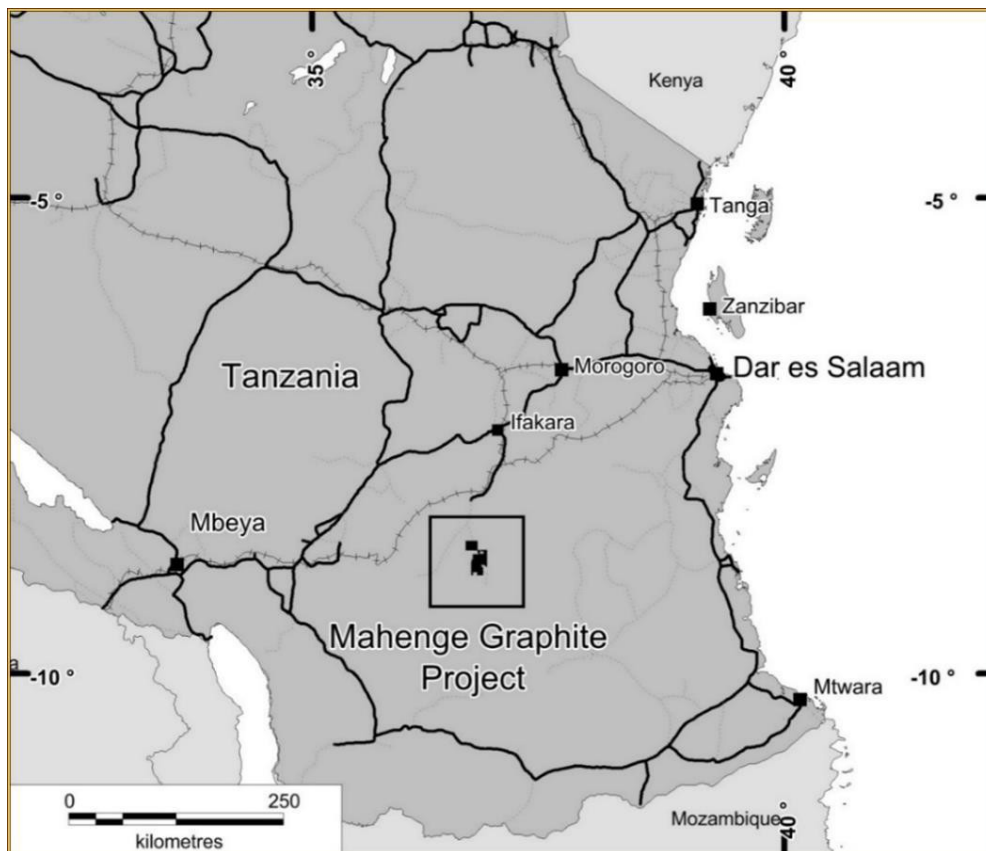 35
40
Kenya
-5 °
-5 °
Tanga
Zanzibar
Tanzania
Morogoro
Dar es Salaam
Ifakara
Mbeya
Mahenge Graphite
Project
a
-10 °
-10 °
Mtwara
0
250
kilometres
Mozambique
40